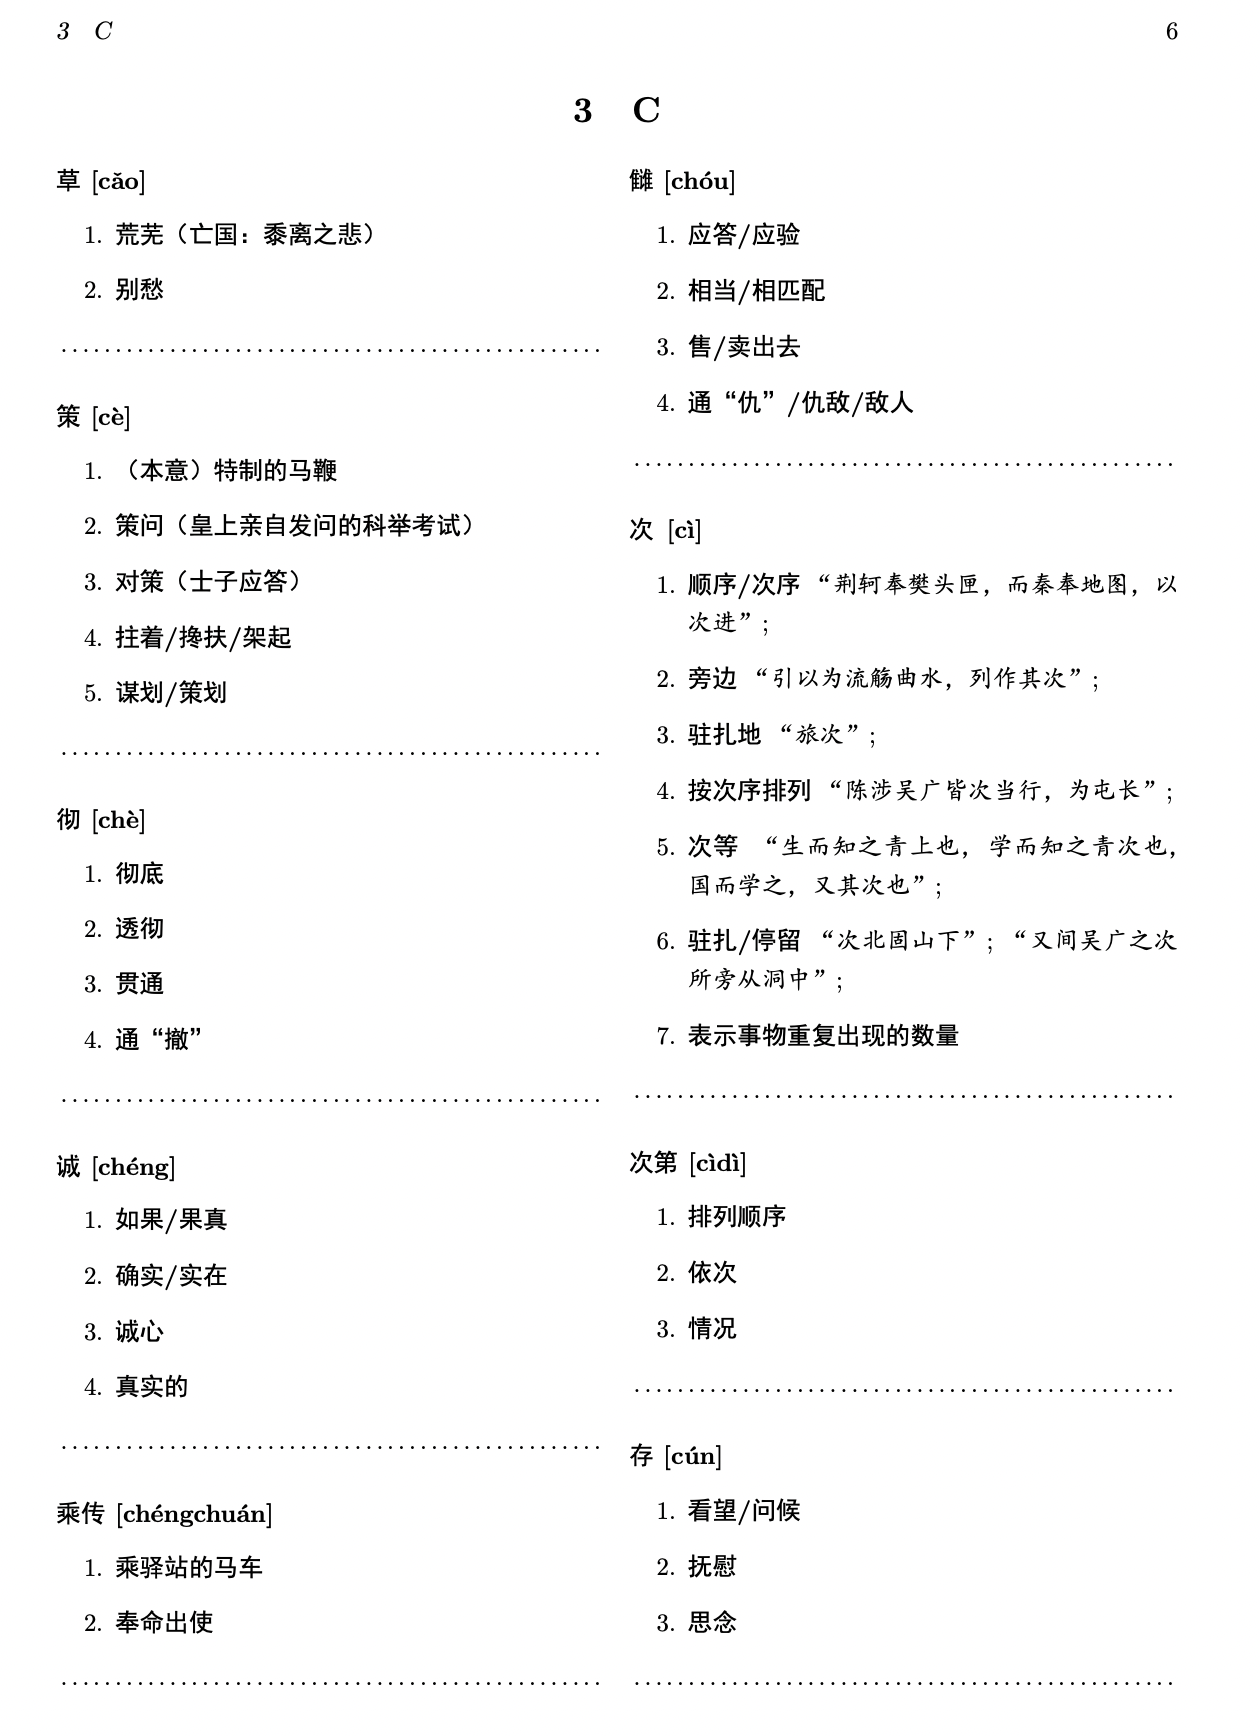 3 C 6
3 C
草 [cǎo]
1. 荒芜（亡国：黍离之悲）
2. 别愁
策 [cè]
1. （本意）特制的马鞭
2. 策问（皇上亲自发问的科举考试）
3. 对策（士子应答）
4. 拄着/搀扶/架起
5. 谋划/策划
彻 [chè]
1. 彻底
2. 透彻
3. 贯通
4. 通“撤”
诚 [chéng]
1. 如果/果真
2. 确实/实在
3. 诚心
4. 真实的
乘传 [chéngchuán]
1. 乘驿站的马车
2. 奉命出使
雠 [chóu]
1. 应答/应验
2. 相当/相匹配
3. 售/卖出去
4. 通“仇”/仇敌/敌人
次 [cì]
1. 顺序/次序 “荆轲奉樊头匣，而秦奉地图，以
次进”；
2. 旁边 “引以为流觞曲水，列作其次”；
3. 驻扎地 “旅次”；
4. 按次序排列 “陈涉吴广皆次当行，为屯长”；
5. 次等 “生而知之青上也，学而知之青次也，
国而学之，又其次也”；
6. 驻扎/停留 “次北固山下”；“又间吴广之次
所旁从洞中”；
7. 表示事物重复出现的数量
次第 [cìdì]
1. 排列顺序
2. 依次
3. 情况
存 [cún]
1. 看望/问候
2. 抚慰
3. 思念